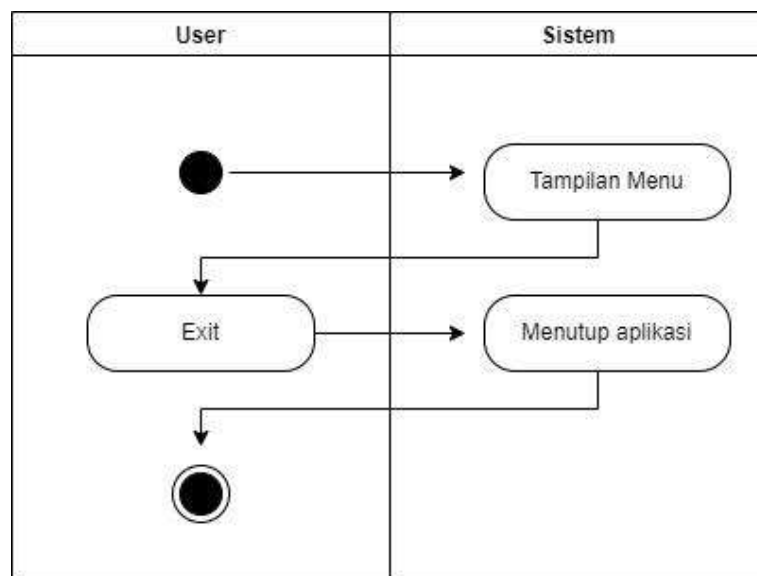 User
Sistem
Tampilan Menu
Exit
Menutup aplikasi